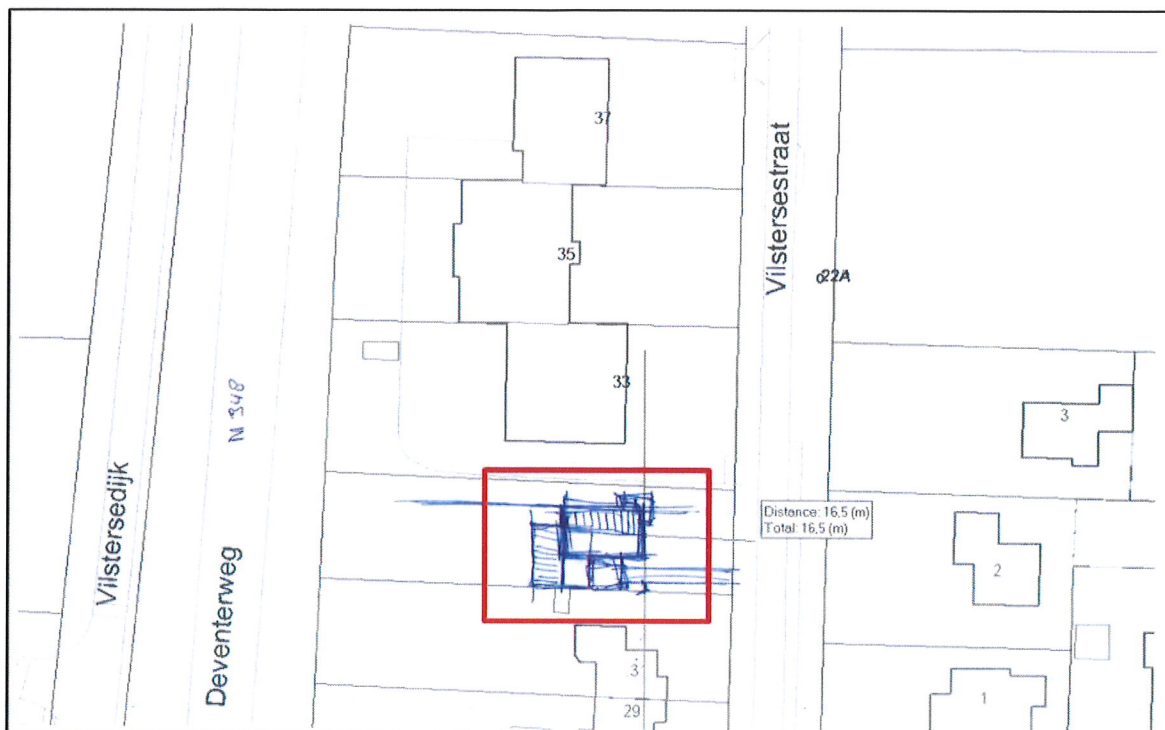 37
Vilstersestraat
35
22A
33
N 348
3
Vilstersedijk
Distance: 16,5 (m)
Total: 16,5 (m)
2
Deventerweg
3
1
29